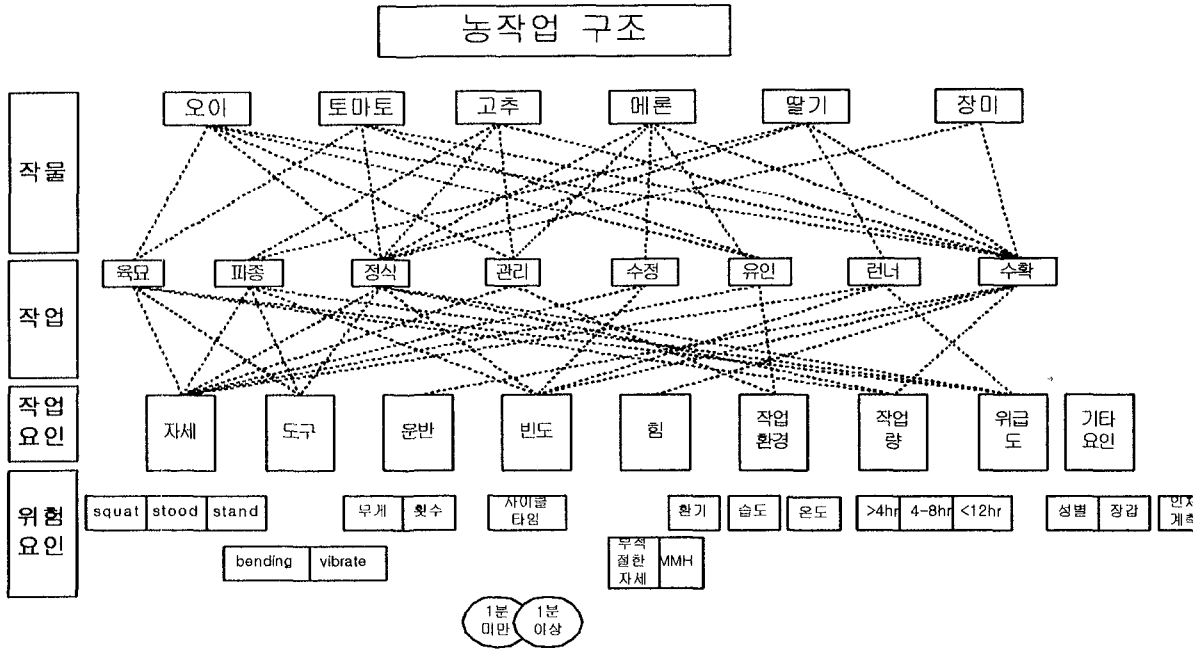 농작업 구조
작물
오이
토마토
고추
메론
딸기
장미
작업
육묘
파종
정식
관리
수정
유인
런너
수확
작업
요인
자세
도구
운반
빈도
힘
작업
환경
작업
량
위급
도
기타
요인
위험
요인
squat
stood
stand
무게
횟수
사이클
타임
환기
습도
온도
>4hr
4-8hr
<12hr
성별
장갑
인체
계측
bending
vibrate
부적
절한
자세
MMH
1분
미만
1분
이상